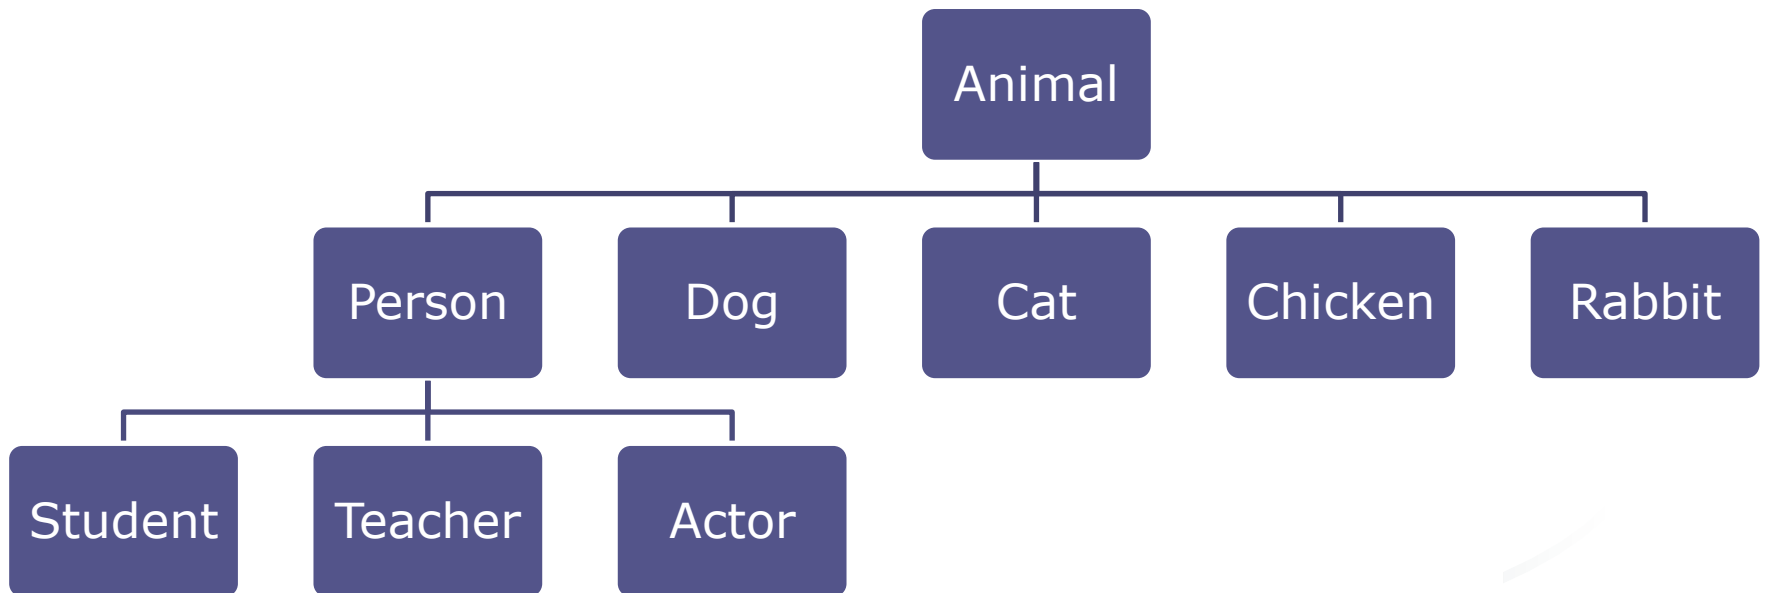 Animal
Person
Dog
Cat
Chicken
Rabbit
Student
Teacher
Actor